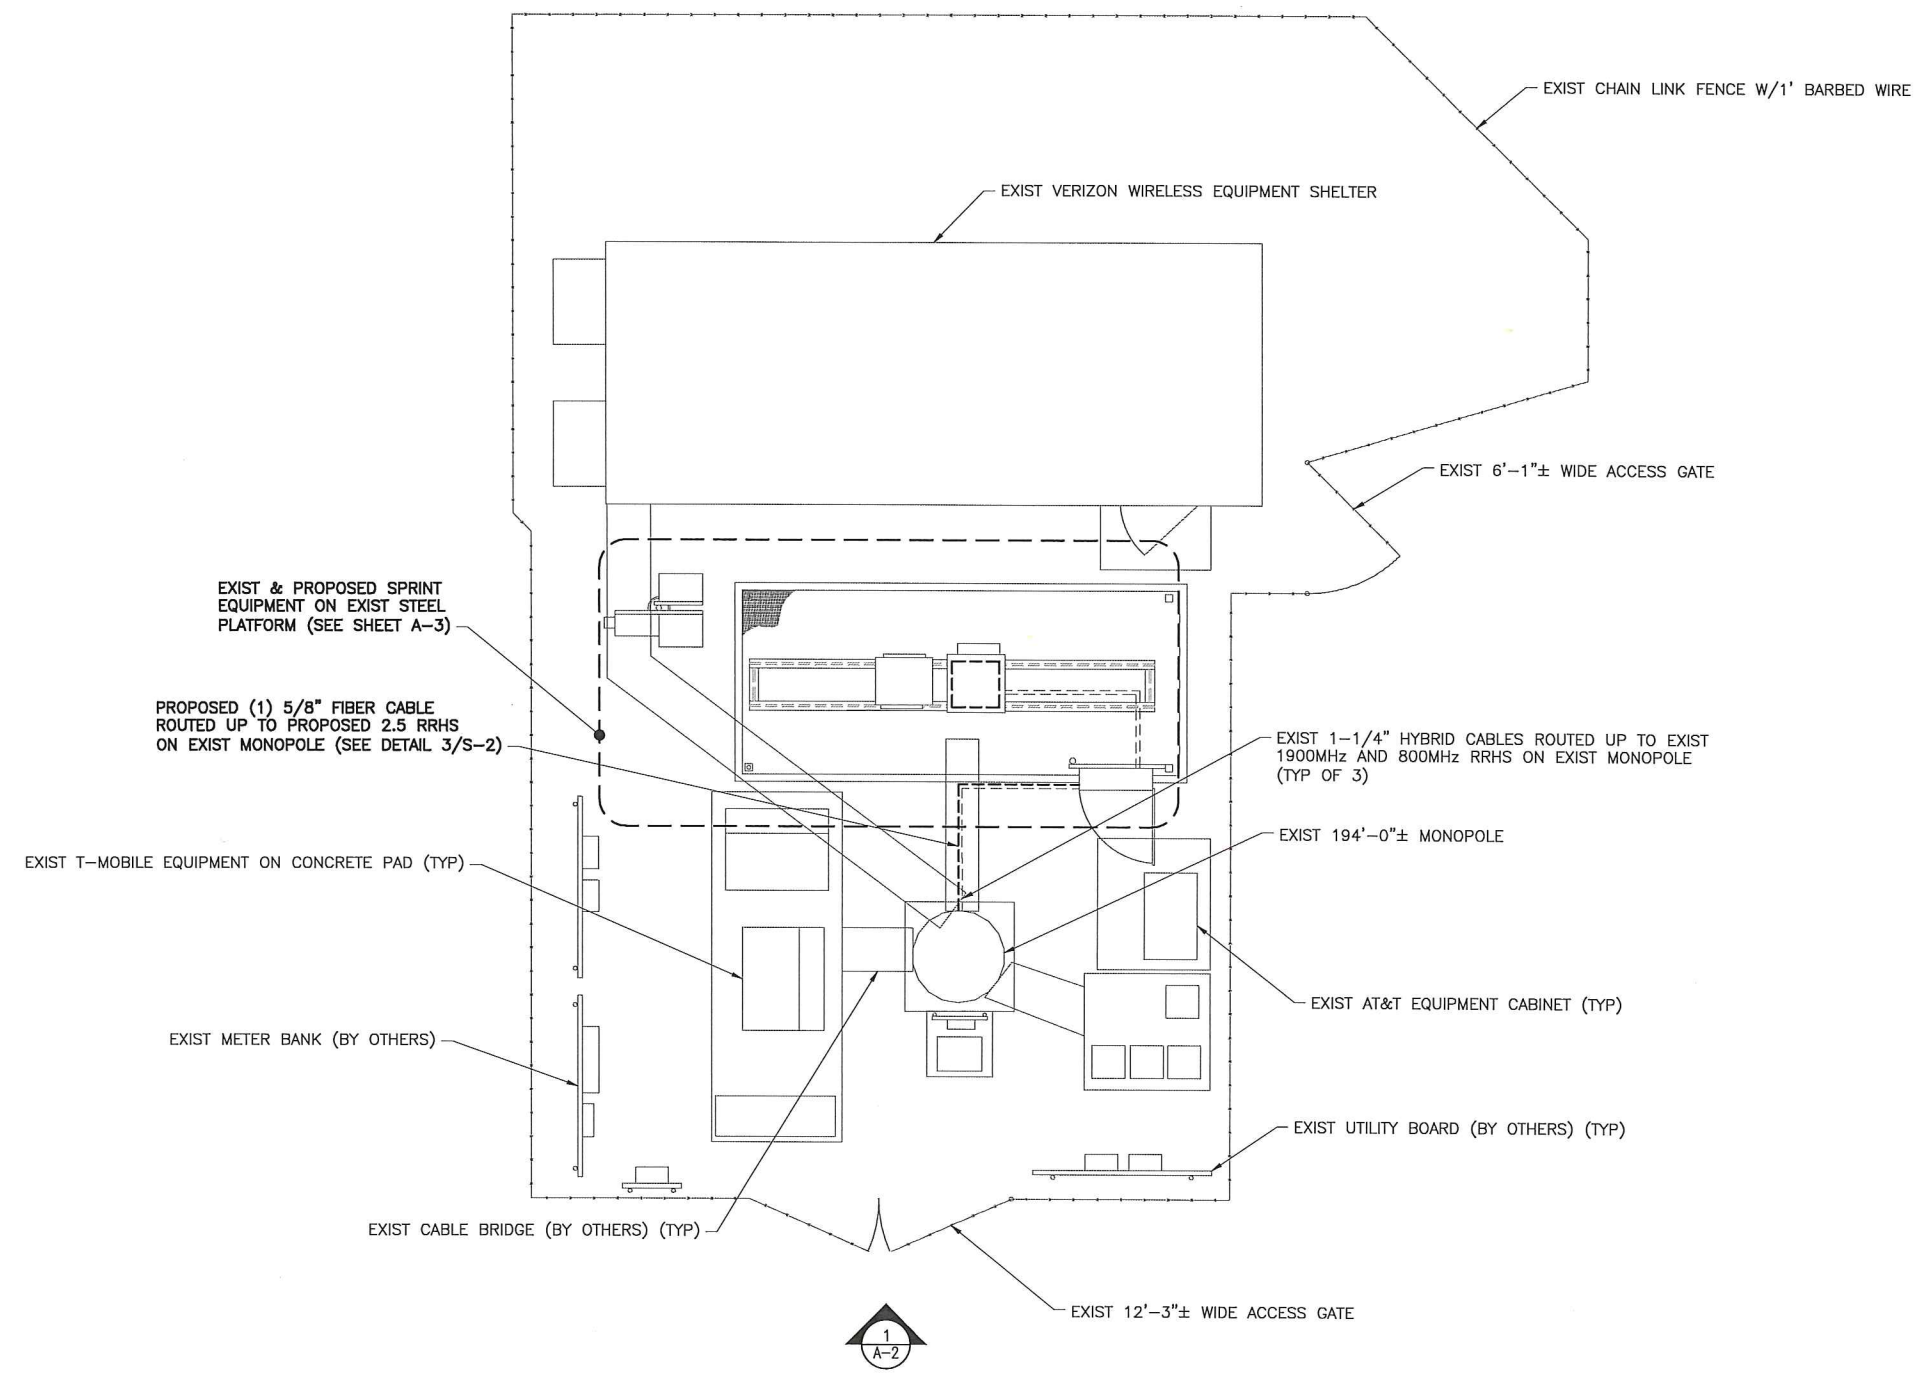 EXIST CHAIN LINK FENCE W/1' BARBED WIRE
EXIST VERIZON WIRELESS EQUIPMENT SHELTER
EXIST 6'-1"± WIDE ACCESS GATE
EXIST & PROPOSED SPRINT
EQUIPMENT ON EXIST STEEL
PLATFORM (SEE SHEET A-3)
PROPOSED (1) 5/8" FIBER CABLE
ROUTED UP TO PROPOSED 2.5 RRHS
ON EXIST MONOPOLE (SEE DETAIL 3/S-2)
EXIST 1-1/4" HYBRID CABLES ROUTED UP TO EXIST
1900MHz AND 800MHz RRHS ON EXIST MONOPOLE
(TYP OF 3)
EXIST 194'-0"± MONOPOLE
EXIST T-MOBILE EQUIPMENT ON CONCRETE PAD (TYP)
EXIST AT&T EQUIPMENT CABINET (TYP)
EXIST METER BANK (BY OTHERS)
EXIST UTILITY BOARD (BY OTHERS) (TYP)
EXIST CABLE BRIDGE (BY OTHERS) (TYP)
EXIST 12'-3"± WIDE ACCESS GATE
1
A-2